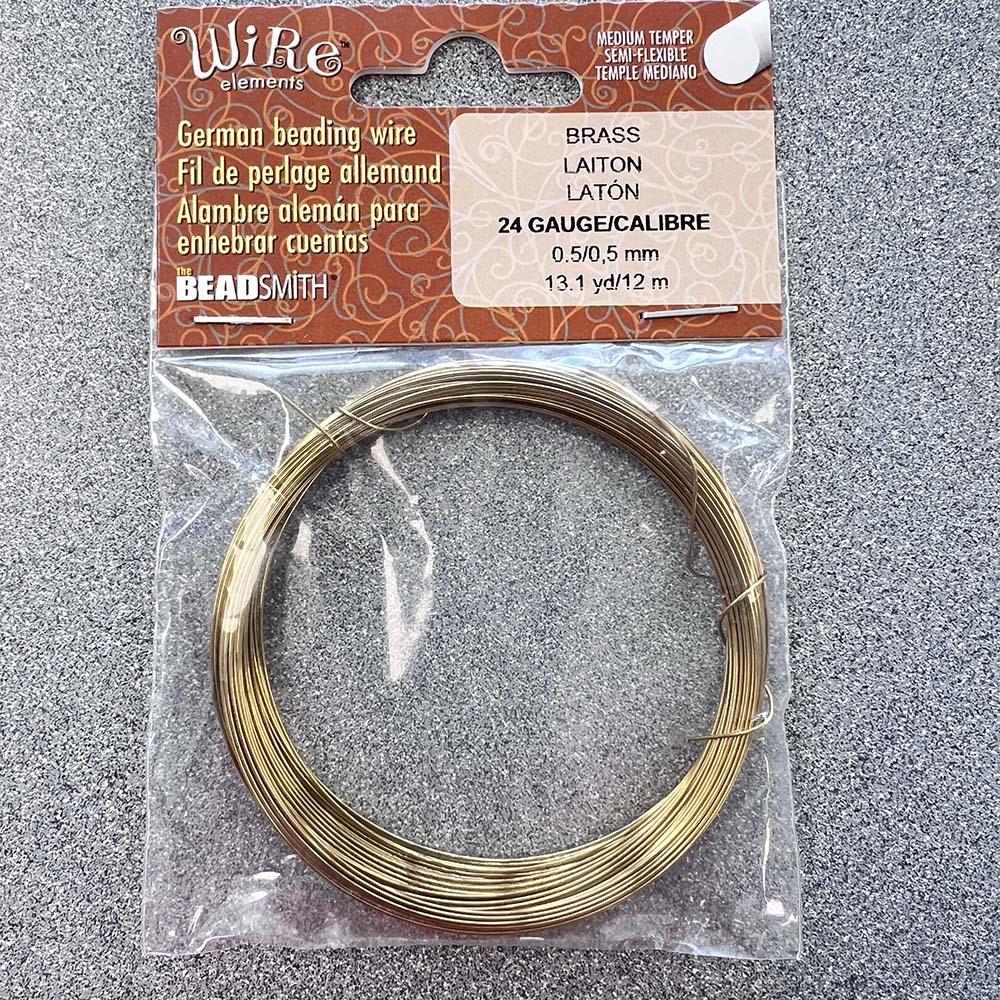 WiRe™
elements
MEDIUM TEMPER
SEMI-FLEXIBLE
TEMPLE MEDIANO
German beading wire
Fil de perlage allemand
Alambre alemán para
enhebrar cuentas
the
BEADSMiTH®
BRASS
LAITON
LATÓN
24 GAUGE/CALIBRE
0.5/0,5 mm
13.1 yd/12 m